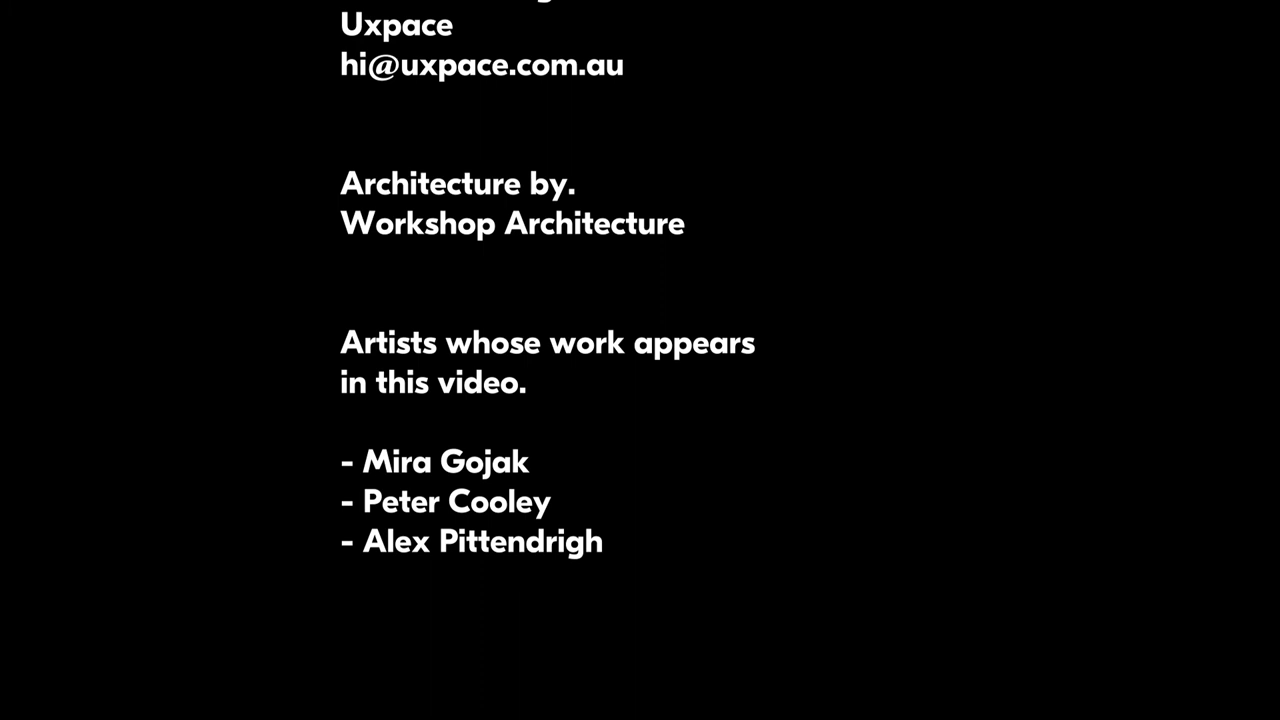 Uxpace
hi@uxpace.com.au
Architecture by.
Workshop Architecture
Artists whose work appears
in this video.
- Mira Gojak
- Peter Cooley
- Alex Pittendrigh